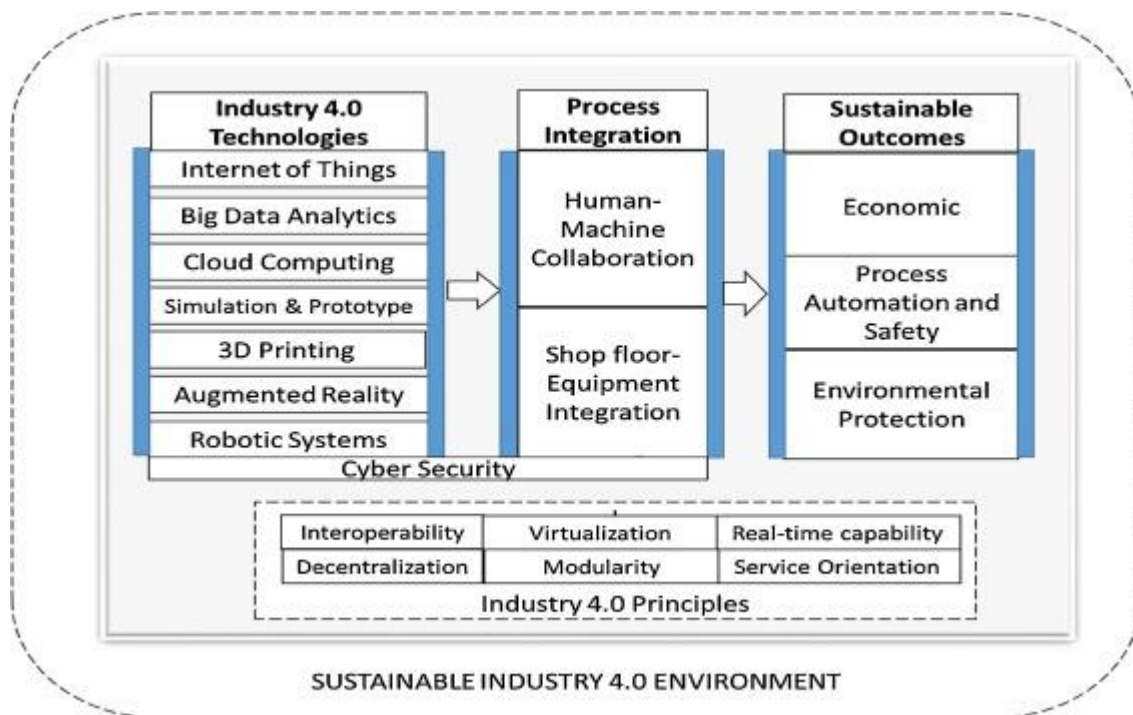 Industry 4.0
Technologies
Internet of Things
Big Data Analytics
Cloud Computing
Simulation & Prototype
3D Printing
Augmented Reality
Robotic Systems
Cyber Security
Process
Integration
Human-
Machine
Collaboration
Shop floor-
Equipment
Integration
Sustainable
Outcomes
Economic
Process
Automation and
Safety
Environmental
Protection
Interoperability
Virtualization
Real-time capability
Decentralization
Modularity
Service Orientation
Industry 4.0 Principles
SUSTAINABLE INDUSTRY 4.0 ENVIRONMENT